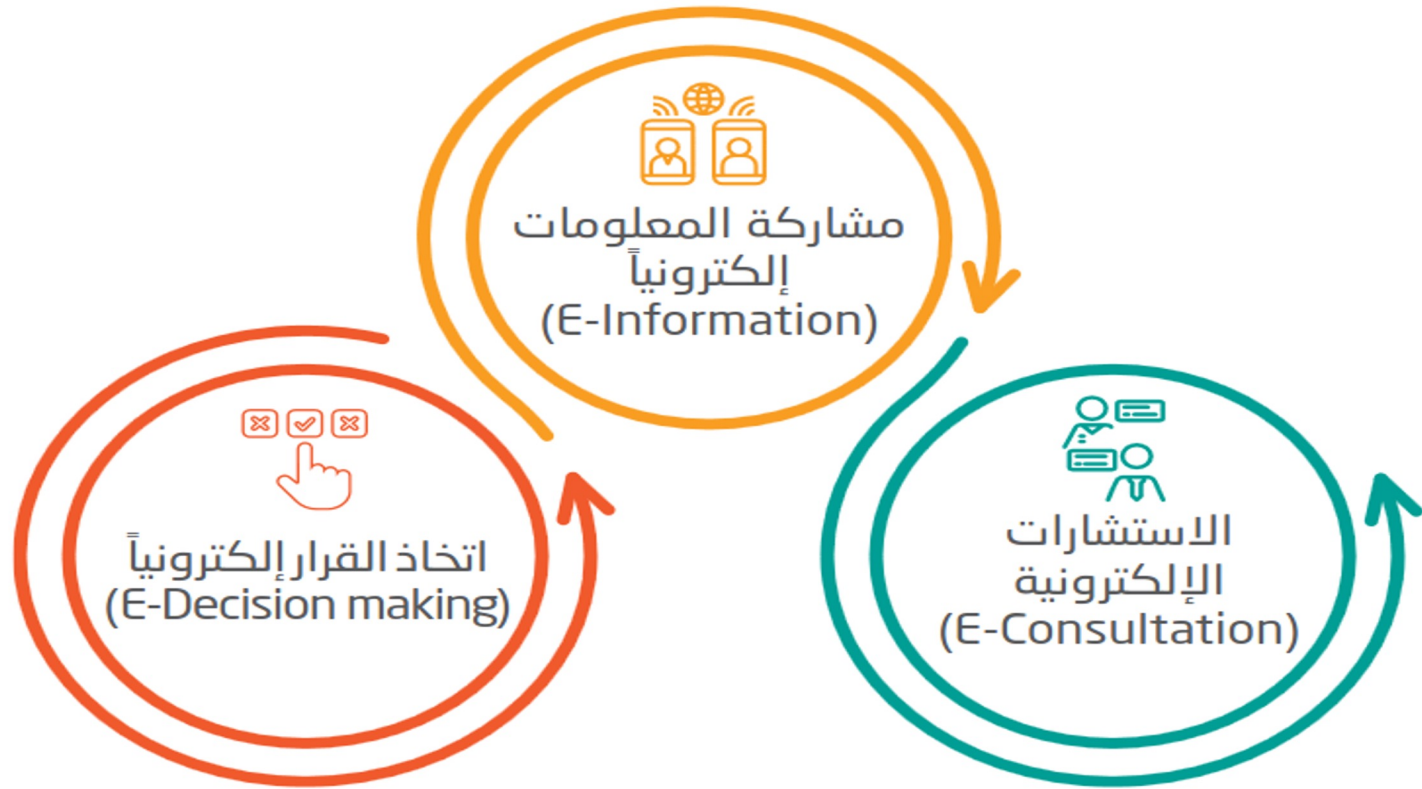 مشاركة المعلومات
إلكترونياً
(E-Information)
الاستشارات
الإلكترونية
(E-Consultation)
اتخاذ القرار إلكترونياً
(E-Decision making)